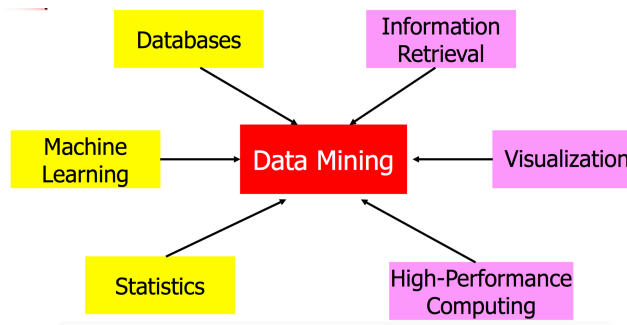 Databases
Information
Retrieval
Machine
Learning
Data Mining
Visualization
Statistics
High-Performance
Computing